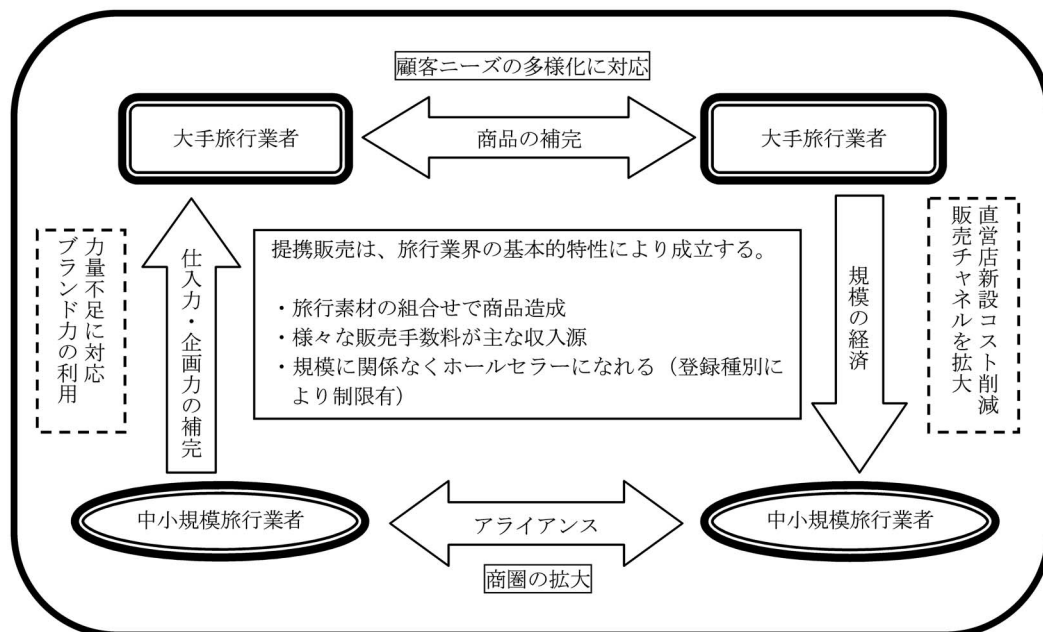 顧客ニーズの多様化に対応
大手旅行業者
商品の補完
大手旅行業者
力量不足に対応
ブランド力の利用
仕入力・企画力の補完
提携販売は、旅行業界の基本的特性により成立する。
・旅行素材の組合せで商品造成
・様々な販売手数料が主な収入源
・規模に関係なくホールセラーになれる（登録種別に
より制限有）
規模の経済
直営店新設コスト削減
販売チャネルを拡大
中小規模旅行業者
アライアンス
中小規模旅行業者
商圏の拡大